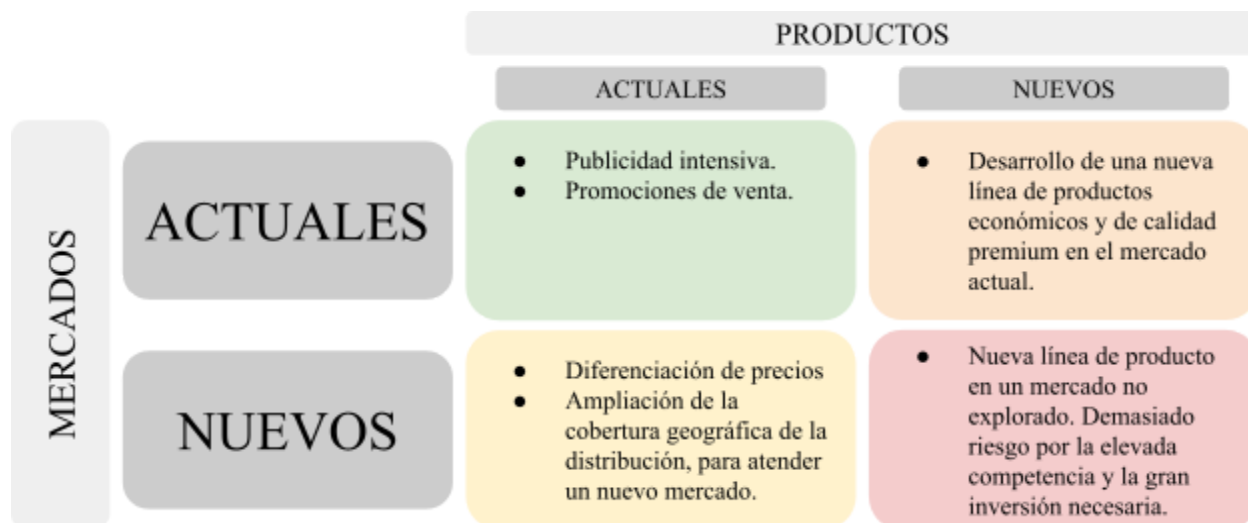 PRODUCTOS
ACTUALES
NUEVOS
MERCADOS
ACTUALES
● Publicidad intensiva.
● Promociones de venta.
● Desarrollo de una nueva
línea de productos
económicos y de calidad
premium en el mercado
actual.
NUEVOS
● Diferenciación de precios
● Ampliación de la
cobertura geográfica de la
distribución, para atender
un nuevo mercado.
● Nueva línea de producto
en un mercado no
explorado. Demasiado
riesgo por la elevada
competencia y la gran
inversión necesaria.